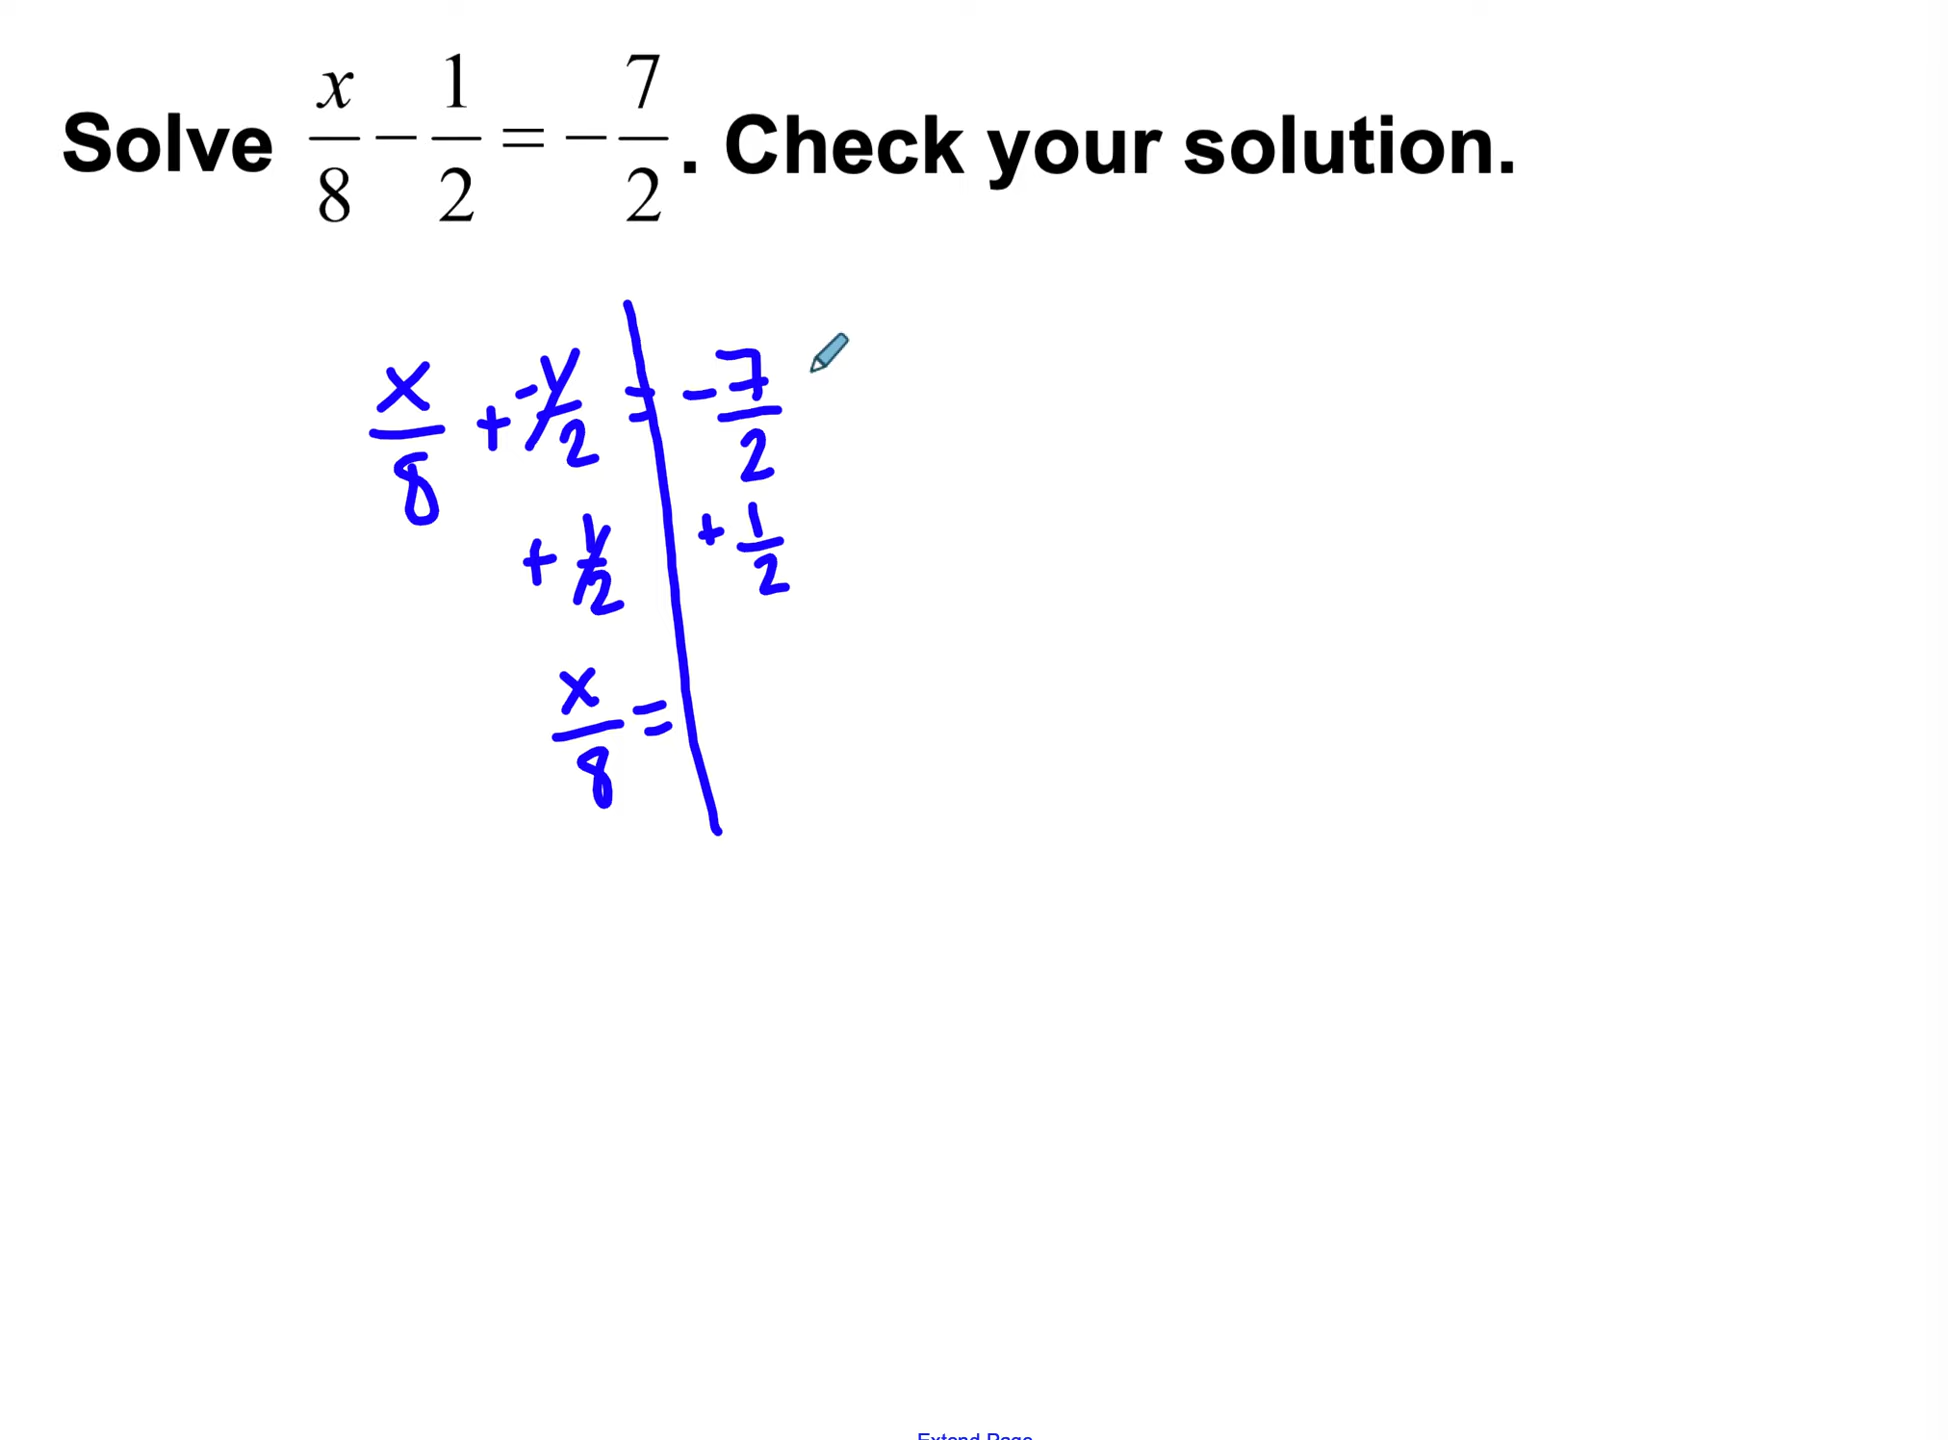 Solve x/8 − 1/2 = − 7/2. Check your solution.
x/8 + -1/2 = - 7/2
+ 1/2 + 1/2
x/8 =